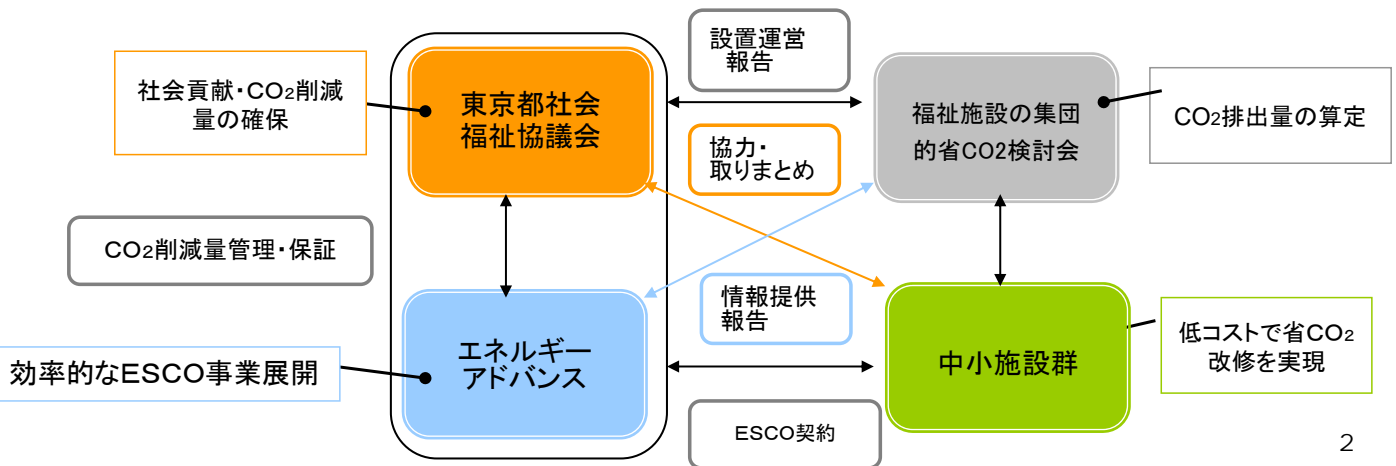 設置運営
報告
社会貢献・CO₂削減
量の確保
東京都社会
福祉協議会
福祉施設の集団
的省CO2検討会
CO₂排出量の算定
協力・
取りまとめ
CO₂削減量管理・保証
情報提供
報告
効率的なESCO事業展開
エネルギー
アドバンス
中小施設群
低コストで省CO₂
改修を実現
ESCO契約
2